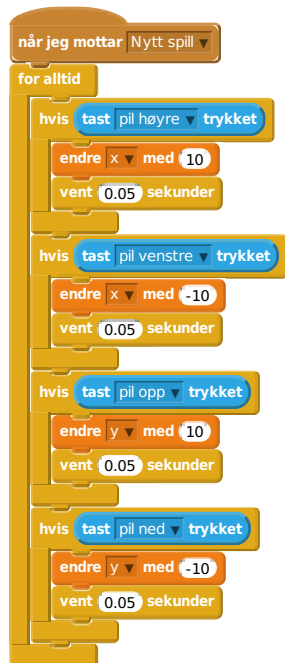 når jeg mottar Nytt spill
for alltid
hvis tast pil høyre trykket
endre x med 10
vent 0.05 sekunder
hvis tast pil venstre trykket
endre x med -10
vent 0.05 sekunder
hvis tast pil opp trykket
endre y med 10
vent 0.05 sekunder
hvis tast pil ned trykket
endre y med -10
vent 0.05 sekunder